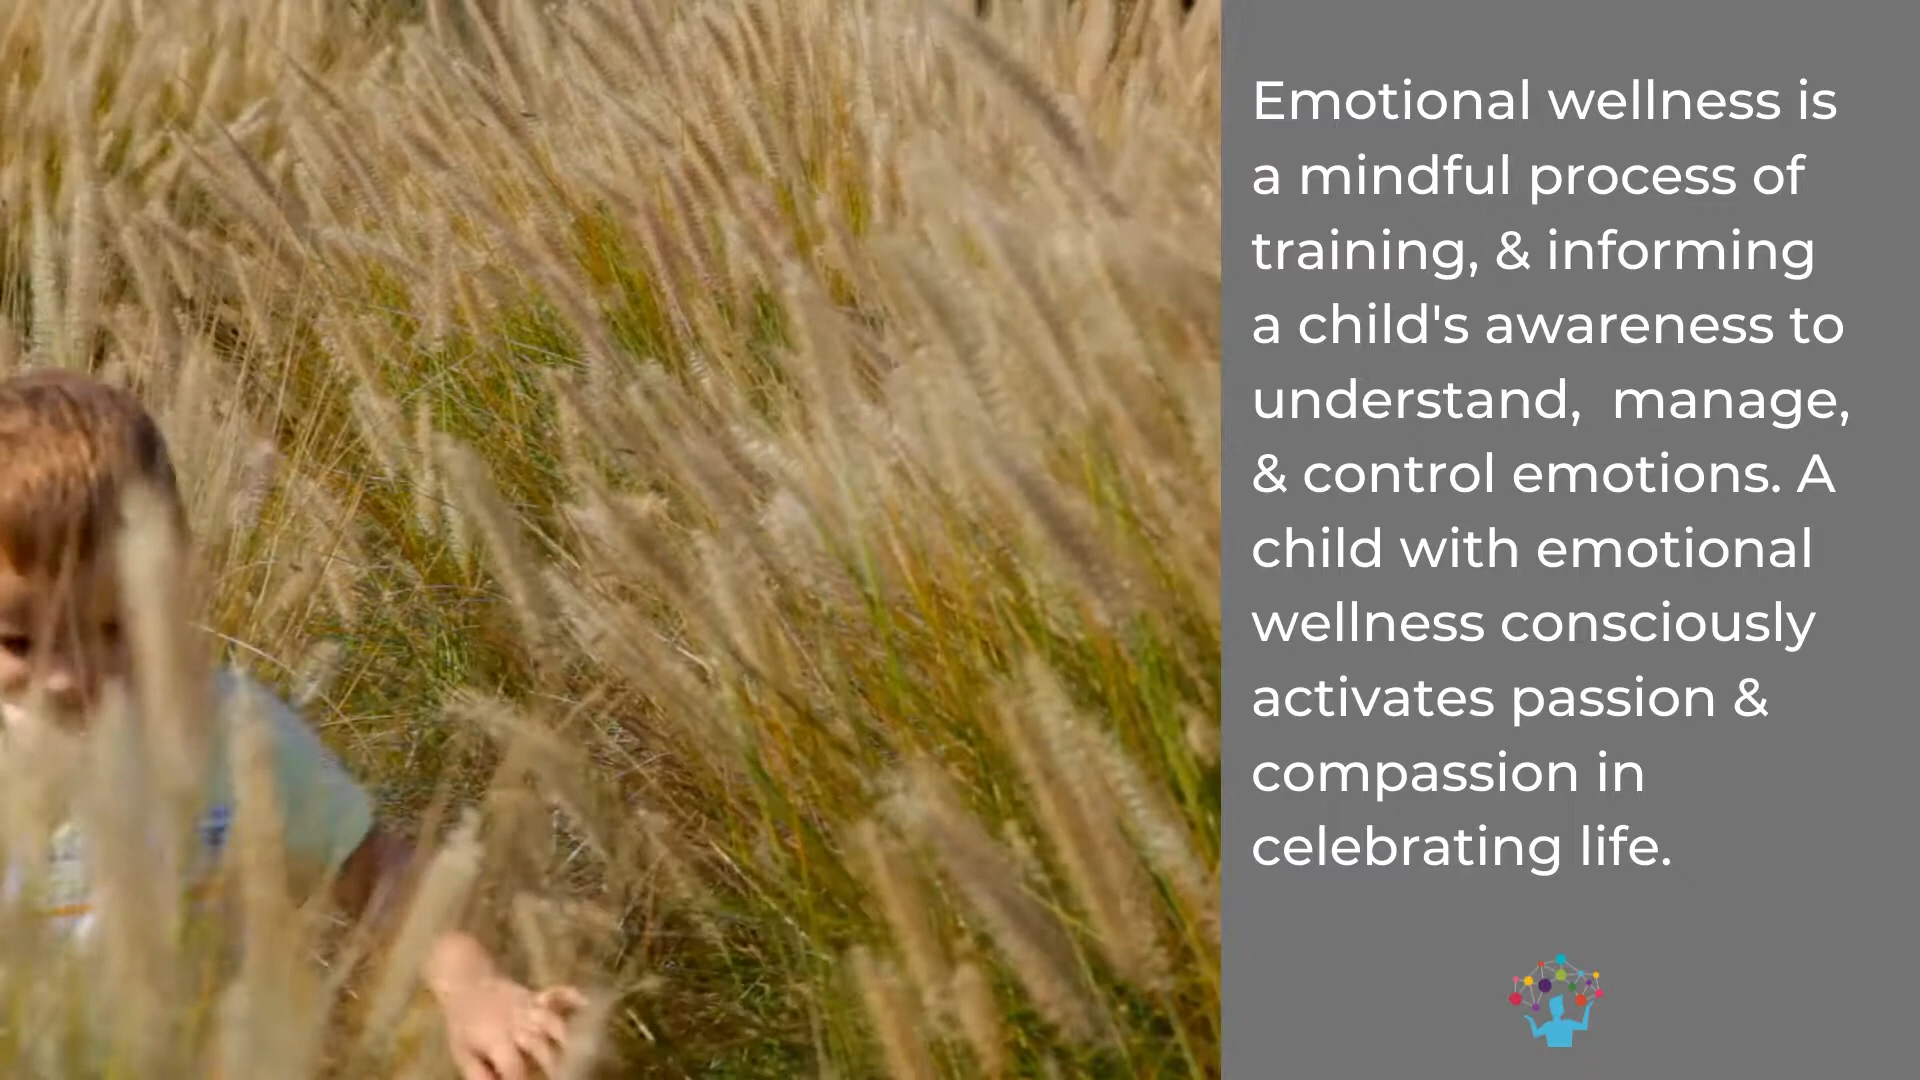 Emotional wellness is
a mindful process of
training, & informing
a child's awareness to
understand,  manage,
& control emotions. A
child with emotional
wellness consciously
activates passion &
compassion in
celebrating life.